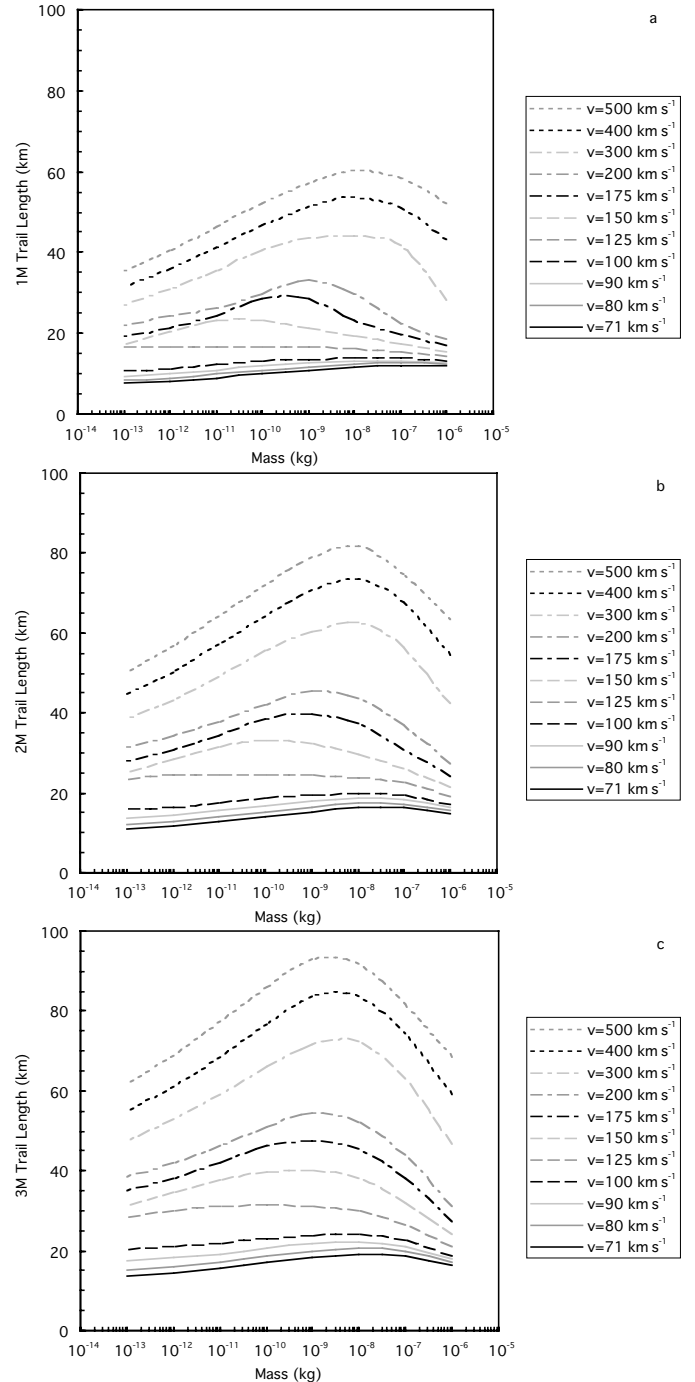 a
100
80
60
40
20
0
1M Trail Length (km)
10⁻¹⁴ 10⁻¹³ 10⁻¹² 10⁻¹¹ 10⁻¹⁰ 10⁻⁹ 10⁻⁸ 10⁻⁷ 10⁻⁶ 10⁻⁵
Mass (kg)
v=500 km s⁻¹
v=400 km s⁻¹
v=300 km s⁻¹
v=200 km s⁻¹
v=175 km s⁻¹
v=150 km s⁻¹
v=125 km s⁻¹
v=100 km s⁻¹
v=90 km s⁻¹
v=80 km s⁻¹
v=71 km s⁻¹
b
100
80
60
40
20
0
2M Trail Length (km)
10⁻¹⁴ 10⁻¹³ 10⁻¹² 10⁻¹¹ 10⁻¹⁰ 10⁻⁹ 10⁻⁸ 10⁻⁷ 10⁻⁶ 10⁻⁵
Mass (kg)
v=500 km s⁻¹
v=400 km s⁻¹
v=300 km s⁻¹
v=200 km s⁻¹
v=175 km s⁻¹
v=150 km s⁻¹
v=125 km s⁻¹
v=100 km s⁻¹
v=90 km s⁻¹
v=80 km s⁻¹
v=71 km s⁻¹
c
100
80
60
40
20
0
3M Trail Length (km)
10⁻¹⁴ 10⁻¹³ 10⁻¹² 10⁻¹¹ 10⁻¹⁰ 10⁻⁹ 10⁻⁸ 10⁻⁷ 10⁻⁶ 10⁻⁵
Mass (kg)
v=500 km s⁻¹
v=400 km s⁻¹
v=300 km s⁻¹
v=200 km s⁻¹
v=175 km s⁻¹
v=150 km s⁻¹
v=125 km s⁻¹
v=100 km s⁻¹
v=90 km s⁻¹
v=80 km s⁻¹
v=71 km s⁻¹